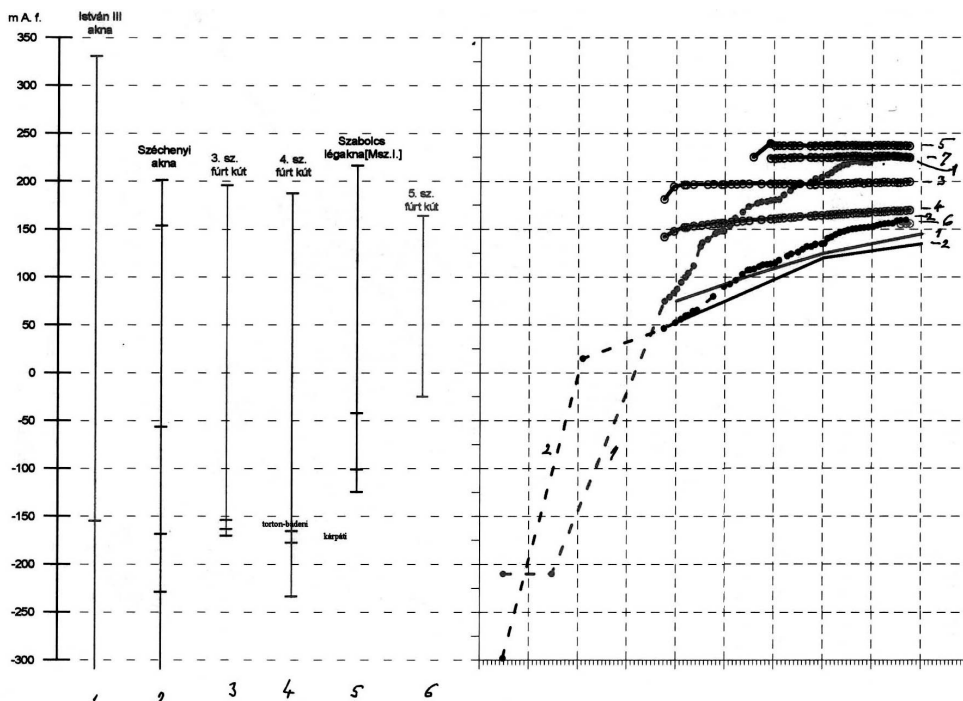 m A. f.
István III
akna
Széchenyi
akna
3. sz.
fúrt kút
4. sz.
fúrt kút
Szabolcs
légakna[Msz.I.]
5. sz.
fúrt kút
350
300
250
200
150
100
50
0
-50
-100
-150
-200
-250
-300
torton-badeni
kárpáti
1
2
3
4
5
6
2
1
5
7
1
3
4
2
6
1
2